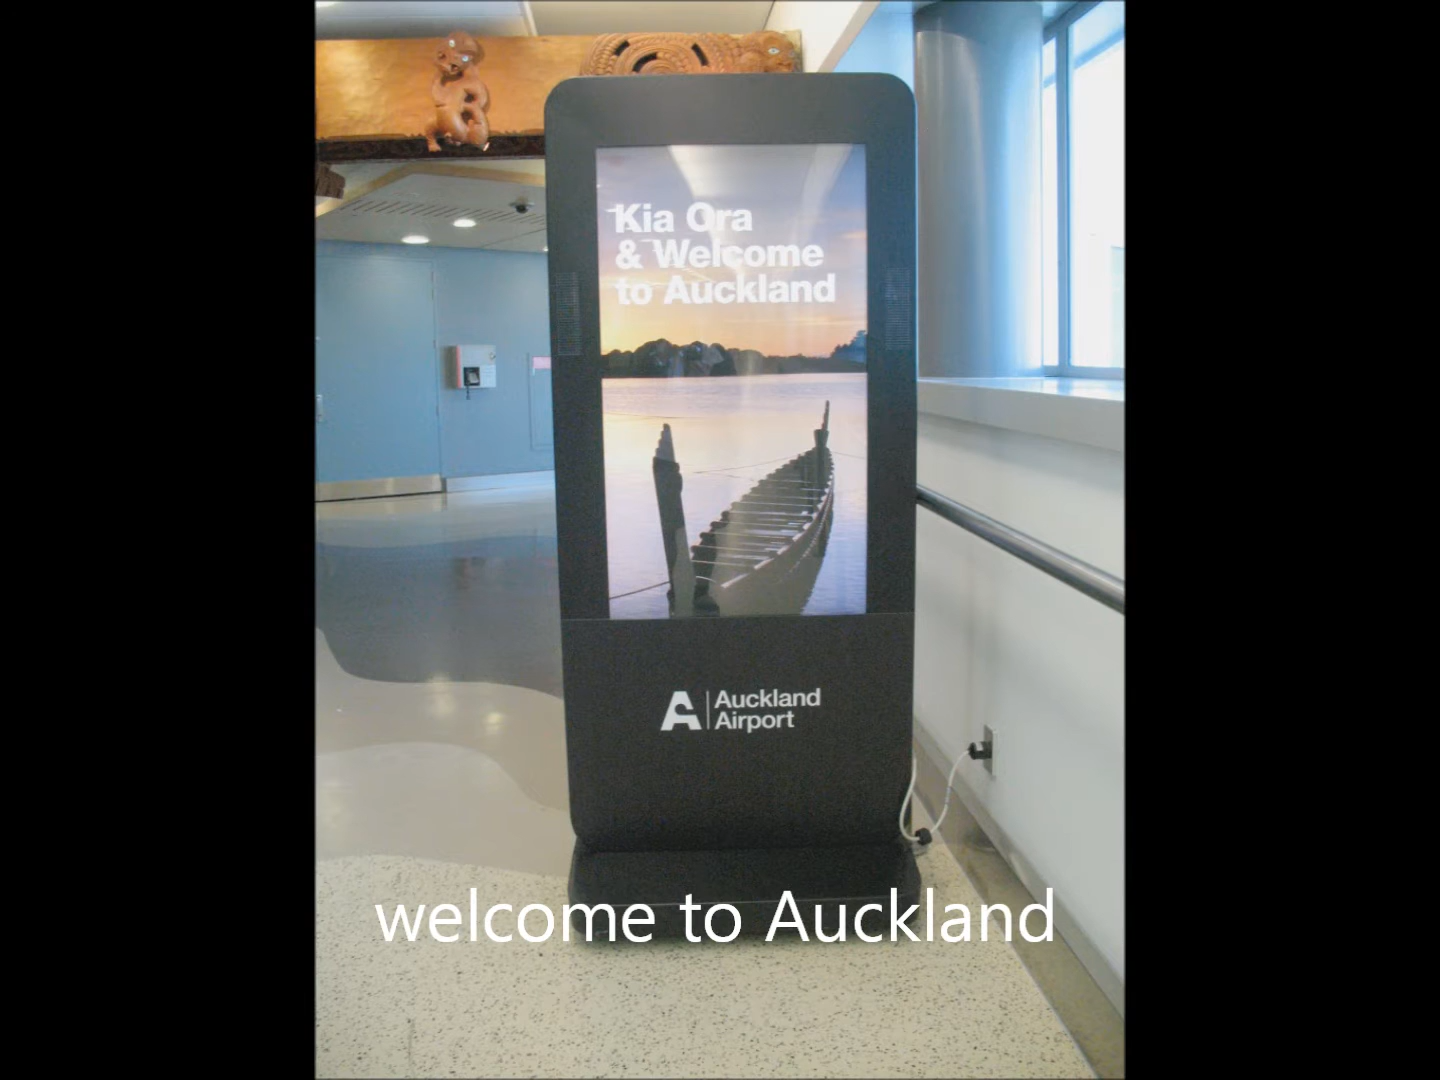 Kia Ora
& Welcome
to Auckland
Auckland
Airport
welcome to Auckland